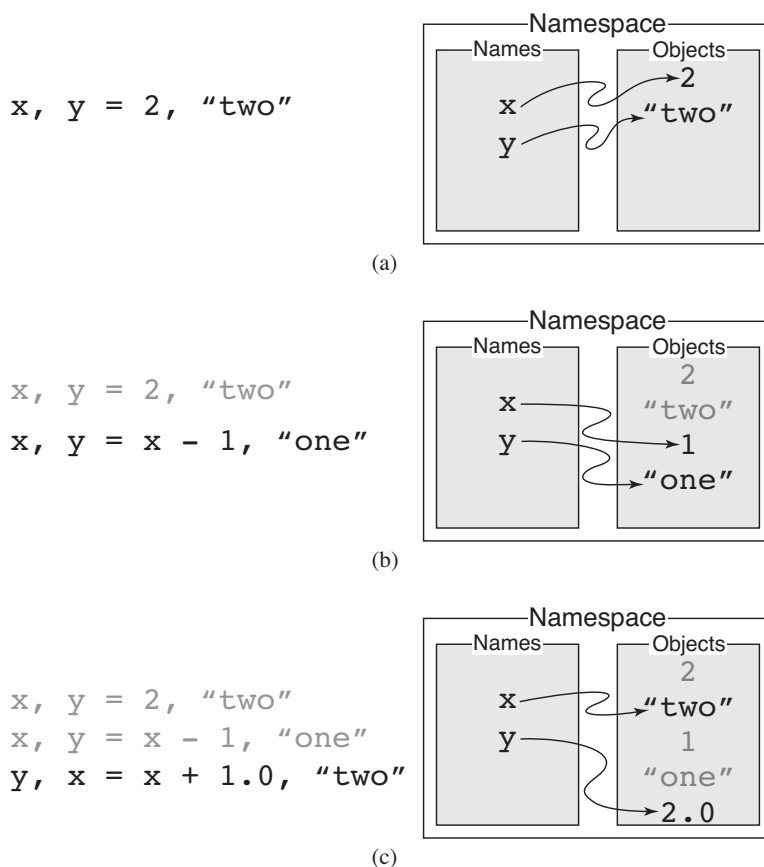 Namespace
Names Objects
x, y = 2, “two”
x 2
y “two”
(a)
Namespace
Names Objects
x, y = 2, “two”
x, y = x - 1, “one”
2
x “two”
y 1
“one”
(b)
Namespace
Names Objects
x, y = 2, “two”
x, y = x - 1, “one”
y, x = x + 1.0, “two”
2
x “two”
y 1
“one”
2.0
(c)